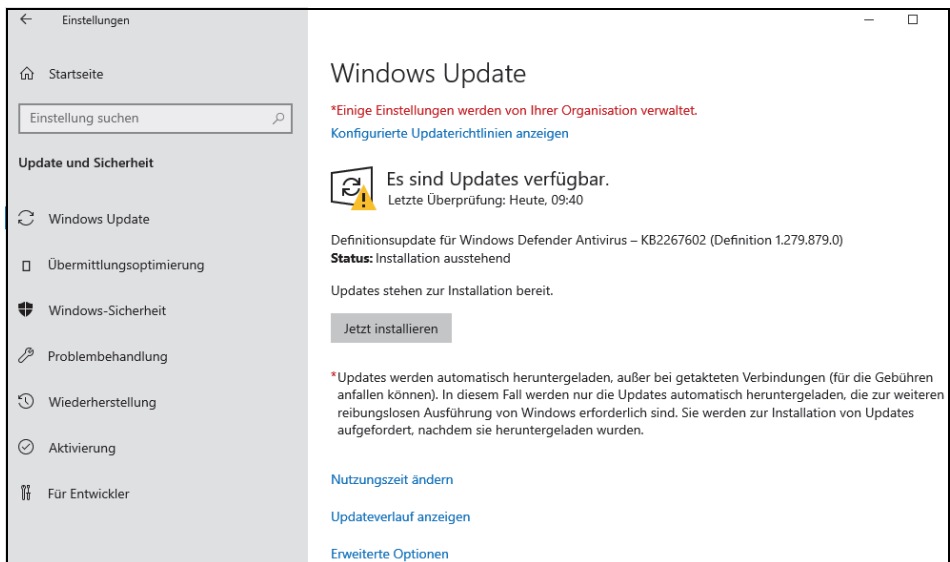 Einstellungen
Startseite
Einstellung suchen
Update und Sicherheit
Windows Update
Übermittlungsoptimierung
Windows-Sicherheit
Problembehandlung
Wiederherstellung
Aktivierung
Für Entwickler
Windows Update
*Einige Einstellungen werden von Ihrer Organisation verwaltet.
Konfigurierte Updaterichtlinien anzeigen
Es sind Updates verfügbar.
Letzte Überprüfung: Heute, 09:40
Definitionsupdate für Windows Defender Antivirus – KB2267602 (Definition 1.279.879.0)
Status: Installation ausstehend
Updates stehen zur Installation bereit.
Jetzt installieren
*Updates werden automatisch heruntergeladen, außer bei getakteten Verbindungen (für die Gebühren
anfallen können). In diesem Fall werden nur die Updates automatisch heruntergeladen, die zur weiteren
reibungslosen Ausführung von Windows erforderlich sind. Sie werden zur Installation von Updates
aufgefordert, nachdem sie heruntergeladen wurden.
Nutzungszeit ändern
Updateverlauf anzeigen
Erweiterte Optionen